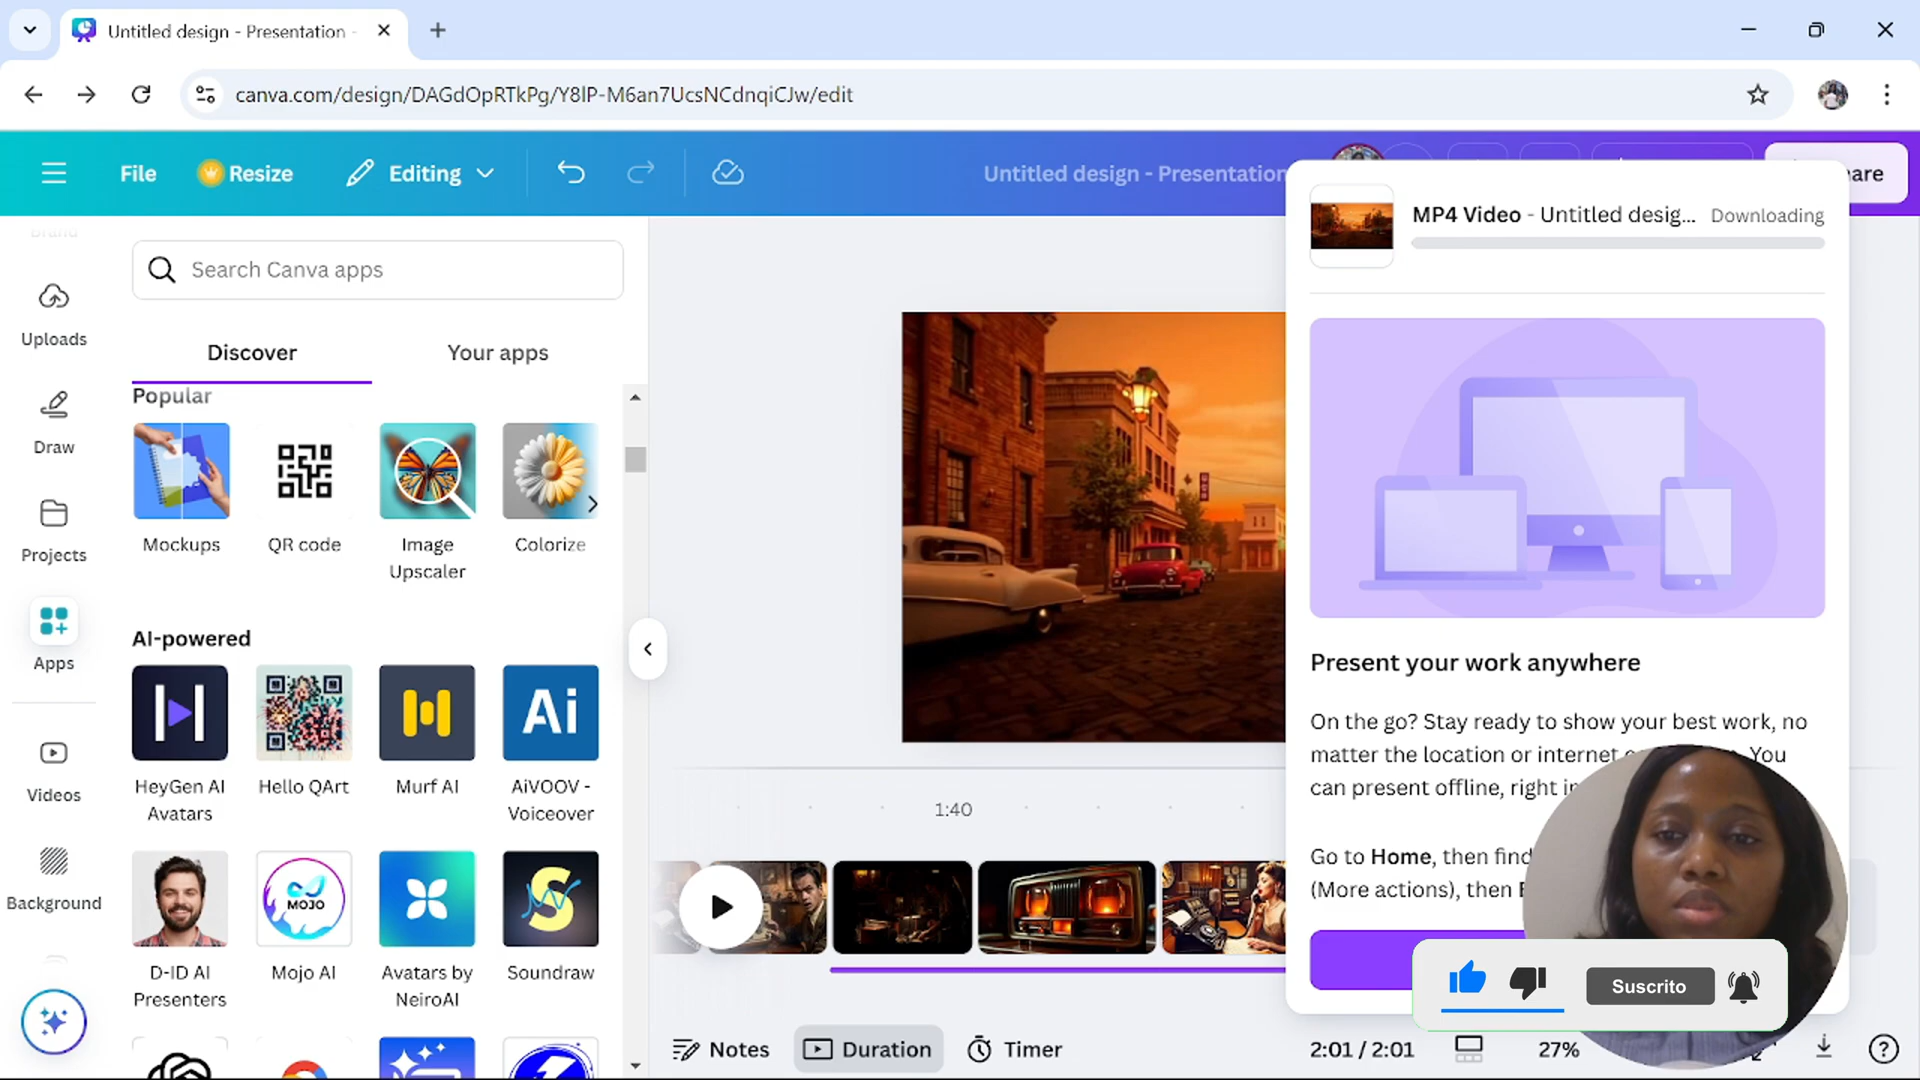 Untitled design - Presentation -
canva.com/design/DAGdOpRTkPg/Y8lP-M6an7UcsNCdnqiCJw/edit
File
Resize
Editing
Untitled design - Presentation
are
Brand
Uploads
Draw
Projects
Apps
Videos
Background
Search Canva apps
Discover
Your apps
Popular
Mockups
QR code
Image
Upscaler
Colorize
AI-powered
HeyGen AI
Avatars
Hello QArt
Murf AI
Ai
AiVOOV -
Voiceover
D-ID AI
Presenters
MOJO
Mojo AI
Avatars by
NeiroAI
S
Soundraw
1:40
Notes
Duration
Timer
2:01 / 2:01
27%
MP4 Video - Untitled desig... Downloading
Present your work anywhere
On the go? Stay ready to show your best work, no
matter the location or internet You
can present offline, right
Go to Home, then find
(More actions), then
Suscrito